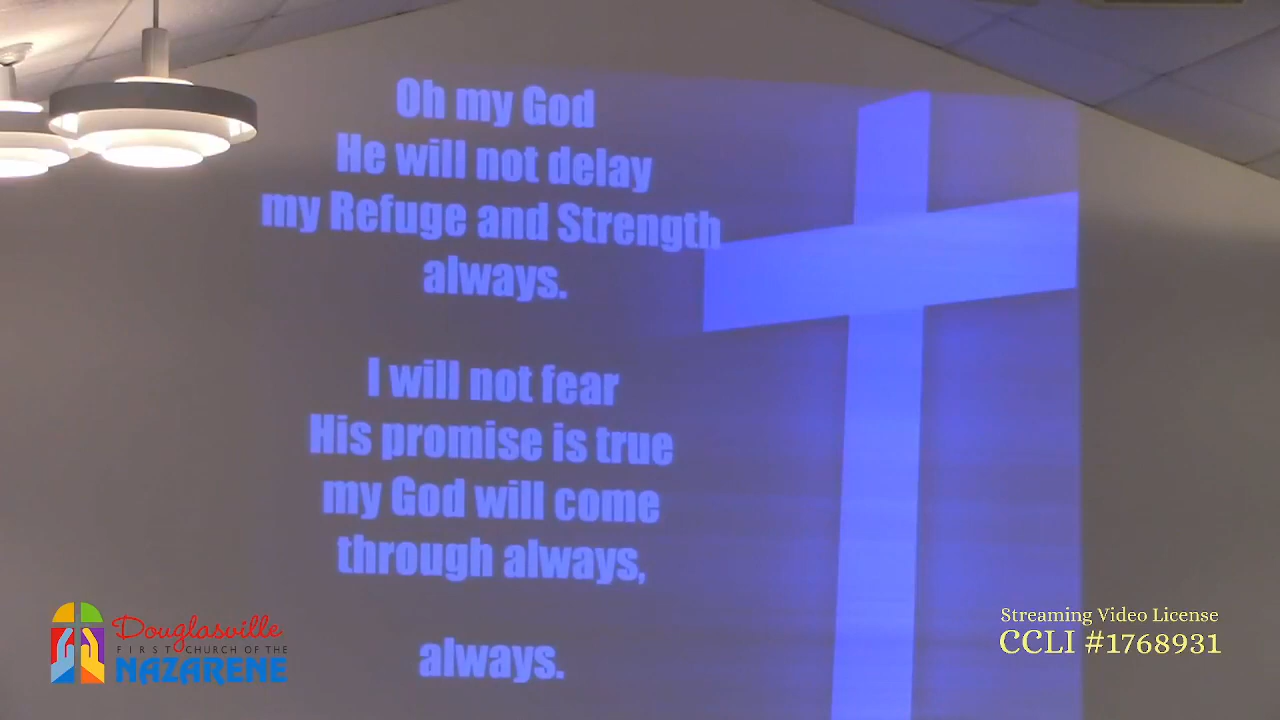 Oh my God
He will not delay
my Refuge and Strength
always.
I will not fear
His promise is true
my God will come
through always,
always.
Douglasville
FIRST CHURCH OF THE
NAZARENE
Streaming Video License
CCLI #1768931